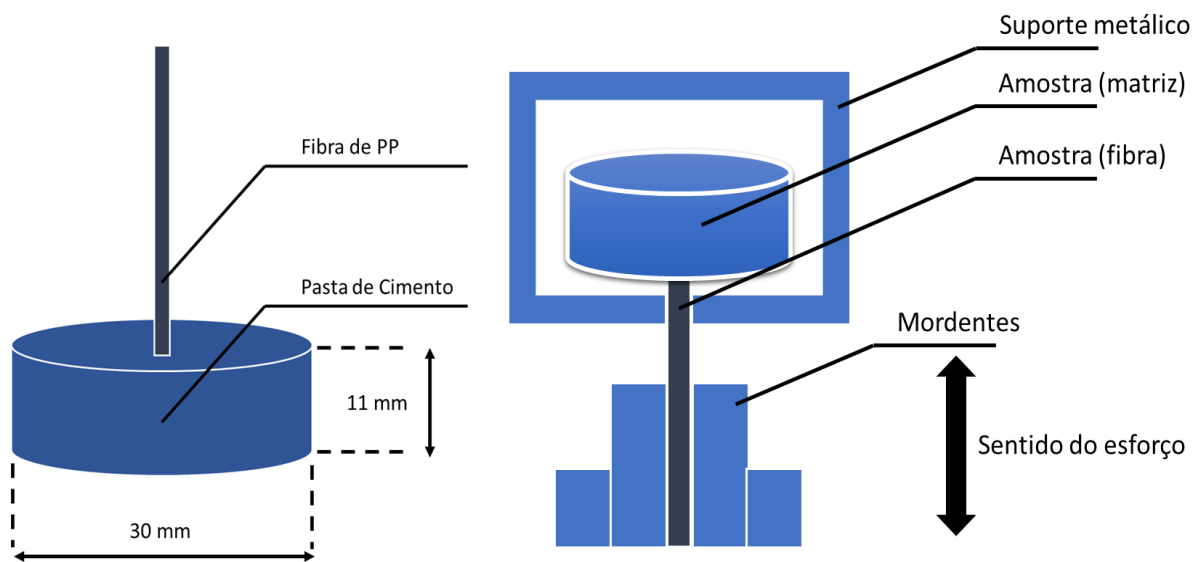 Fibra de PP
Pasta de Cimento
11 mm
30 mm
Suporte metálico
Amostra (matriz)
Amostra (fibra)
Mordentes
Sentido do esforço